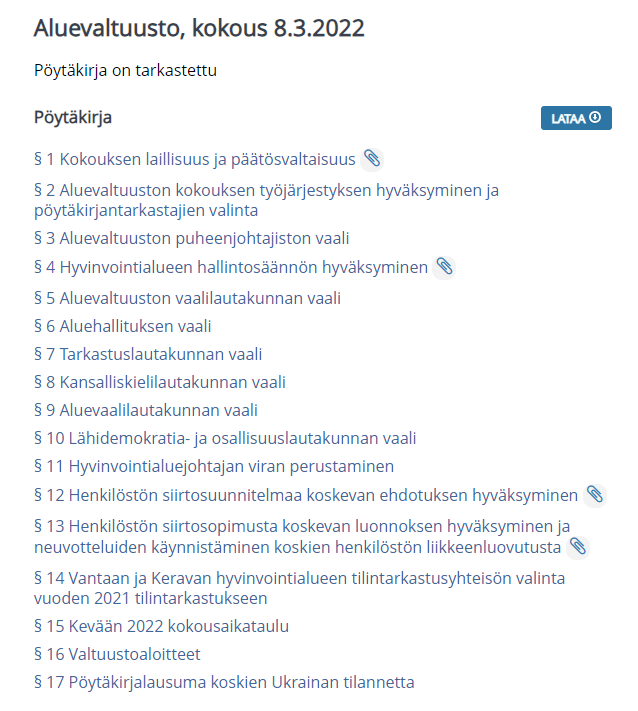 Aluevaltuusto, kokous 8.3.2022
Pöytäkirja on tarkastettu
Pöytäkirja
LATAA
§ 1 Kokouksen laillisuus ja päätösvaltaisuus
§ 2 Aluevaltuuston kokouksen työjärjestyksen hyväksyminen ja
pöytäkirjantarkastajien valinta
§ 3 Aluevaltuuston puheenjohtajiston vaali
§ 4 Hyvinvointialueen hallintosäännön hyväksyminen
§ 5 Aluevaltuuston vaalilautakunnan vaali
§ 6 Aluehallituksen vaali
§ 7 Tarkastuslautakunnan vaali
§ 8 Kansalliskielilautakunnan vaali
§ 9 Aluevaalilautakunnan vaali
§ 10 Lähidemokratia- ja osallisuuslautakunnan vaali
§ 11 Hyvinvointialuejohtajan viran perustaminen
§ 12 Henkilöstön siirtosuunnitelmaa koskevan ehdotuksen hyväksyminen
§ 13 Henkilöstön siirtosopimusta koskevan luonnoksen hyväksyminen ja
neuvotteluiden käynnistäminen koskien henkilöstön liikkeenluovutusta
§ 14 Vantaan ja Keravan hyvinvointialueen tilintarkastusyhteisön valinta
vuoden 2021 tilintarkastukseen
§ 15 Kevään 2022 kokousaikataulu
§ 16 Valtuustoaloitteet
§ 17 Pöytäkirjalausuma koskien Ukrainan tilannetta